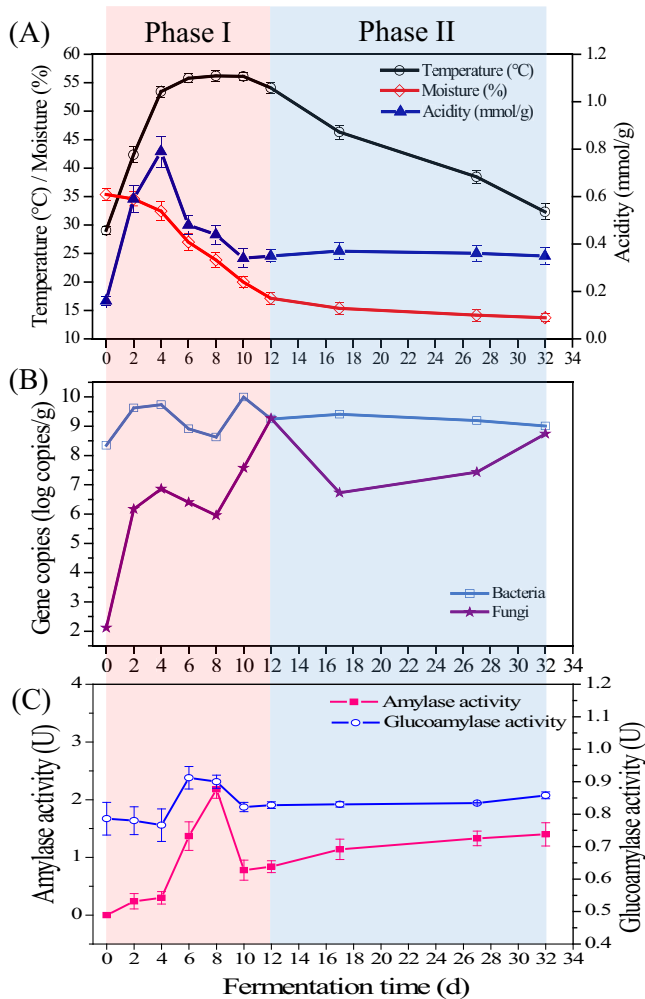 (A)
Phase I
Phase II
60
55
50
45
40
35
30
25
20
15
10
Temperature (°C) / Moisture (%)
Temperature (°C)
Moisture (%)
Acidity (mmol/g)
1.2
1.0
0.8
0.6
0.4
0.2
0.0
Acidity (mmol/g)
0 2 4 6 8 10 12 14 16 18 20 22 24 26 28 30 32 34
(B)
10
9
8
7
6
5
4
3
2
Gene copies (log copies/g)
Bacteria
Fungi
0 2 4 6 8 10 12 14 16 18 20 22 24 26 28 30 32 34
(C)
4
3
2
1
0
Amylase activity (U)
Amylase activity
Glucoamylase activity
1.2
1.1
1.0
0.9
0.8
0.7
0.6
0.5
0.4
Glucoamylase activity (U)
0 2 4 6 8 10 12 14 16 18 20 22 24 26 28 30 32 34
Fermentation time (d)